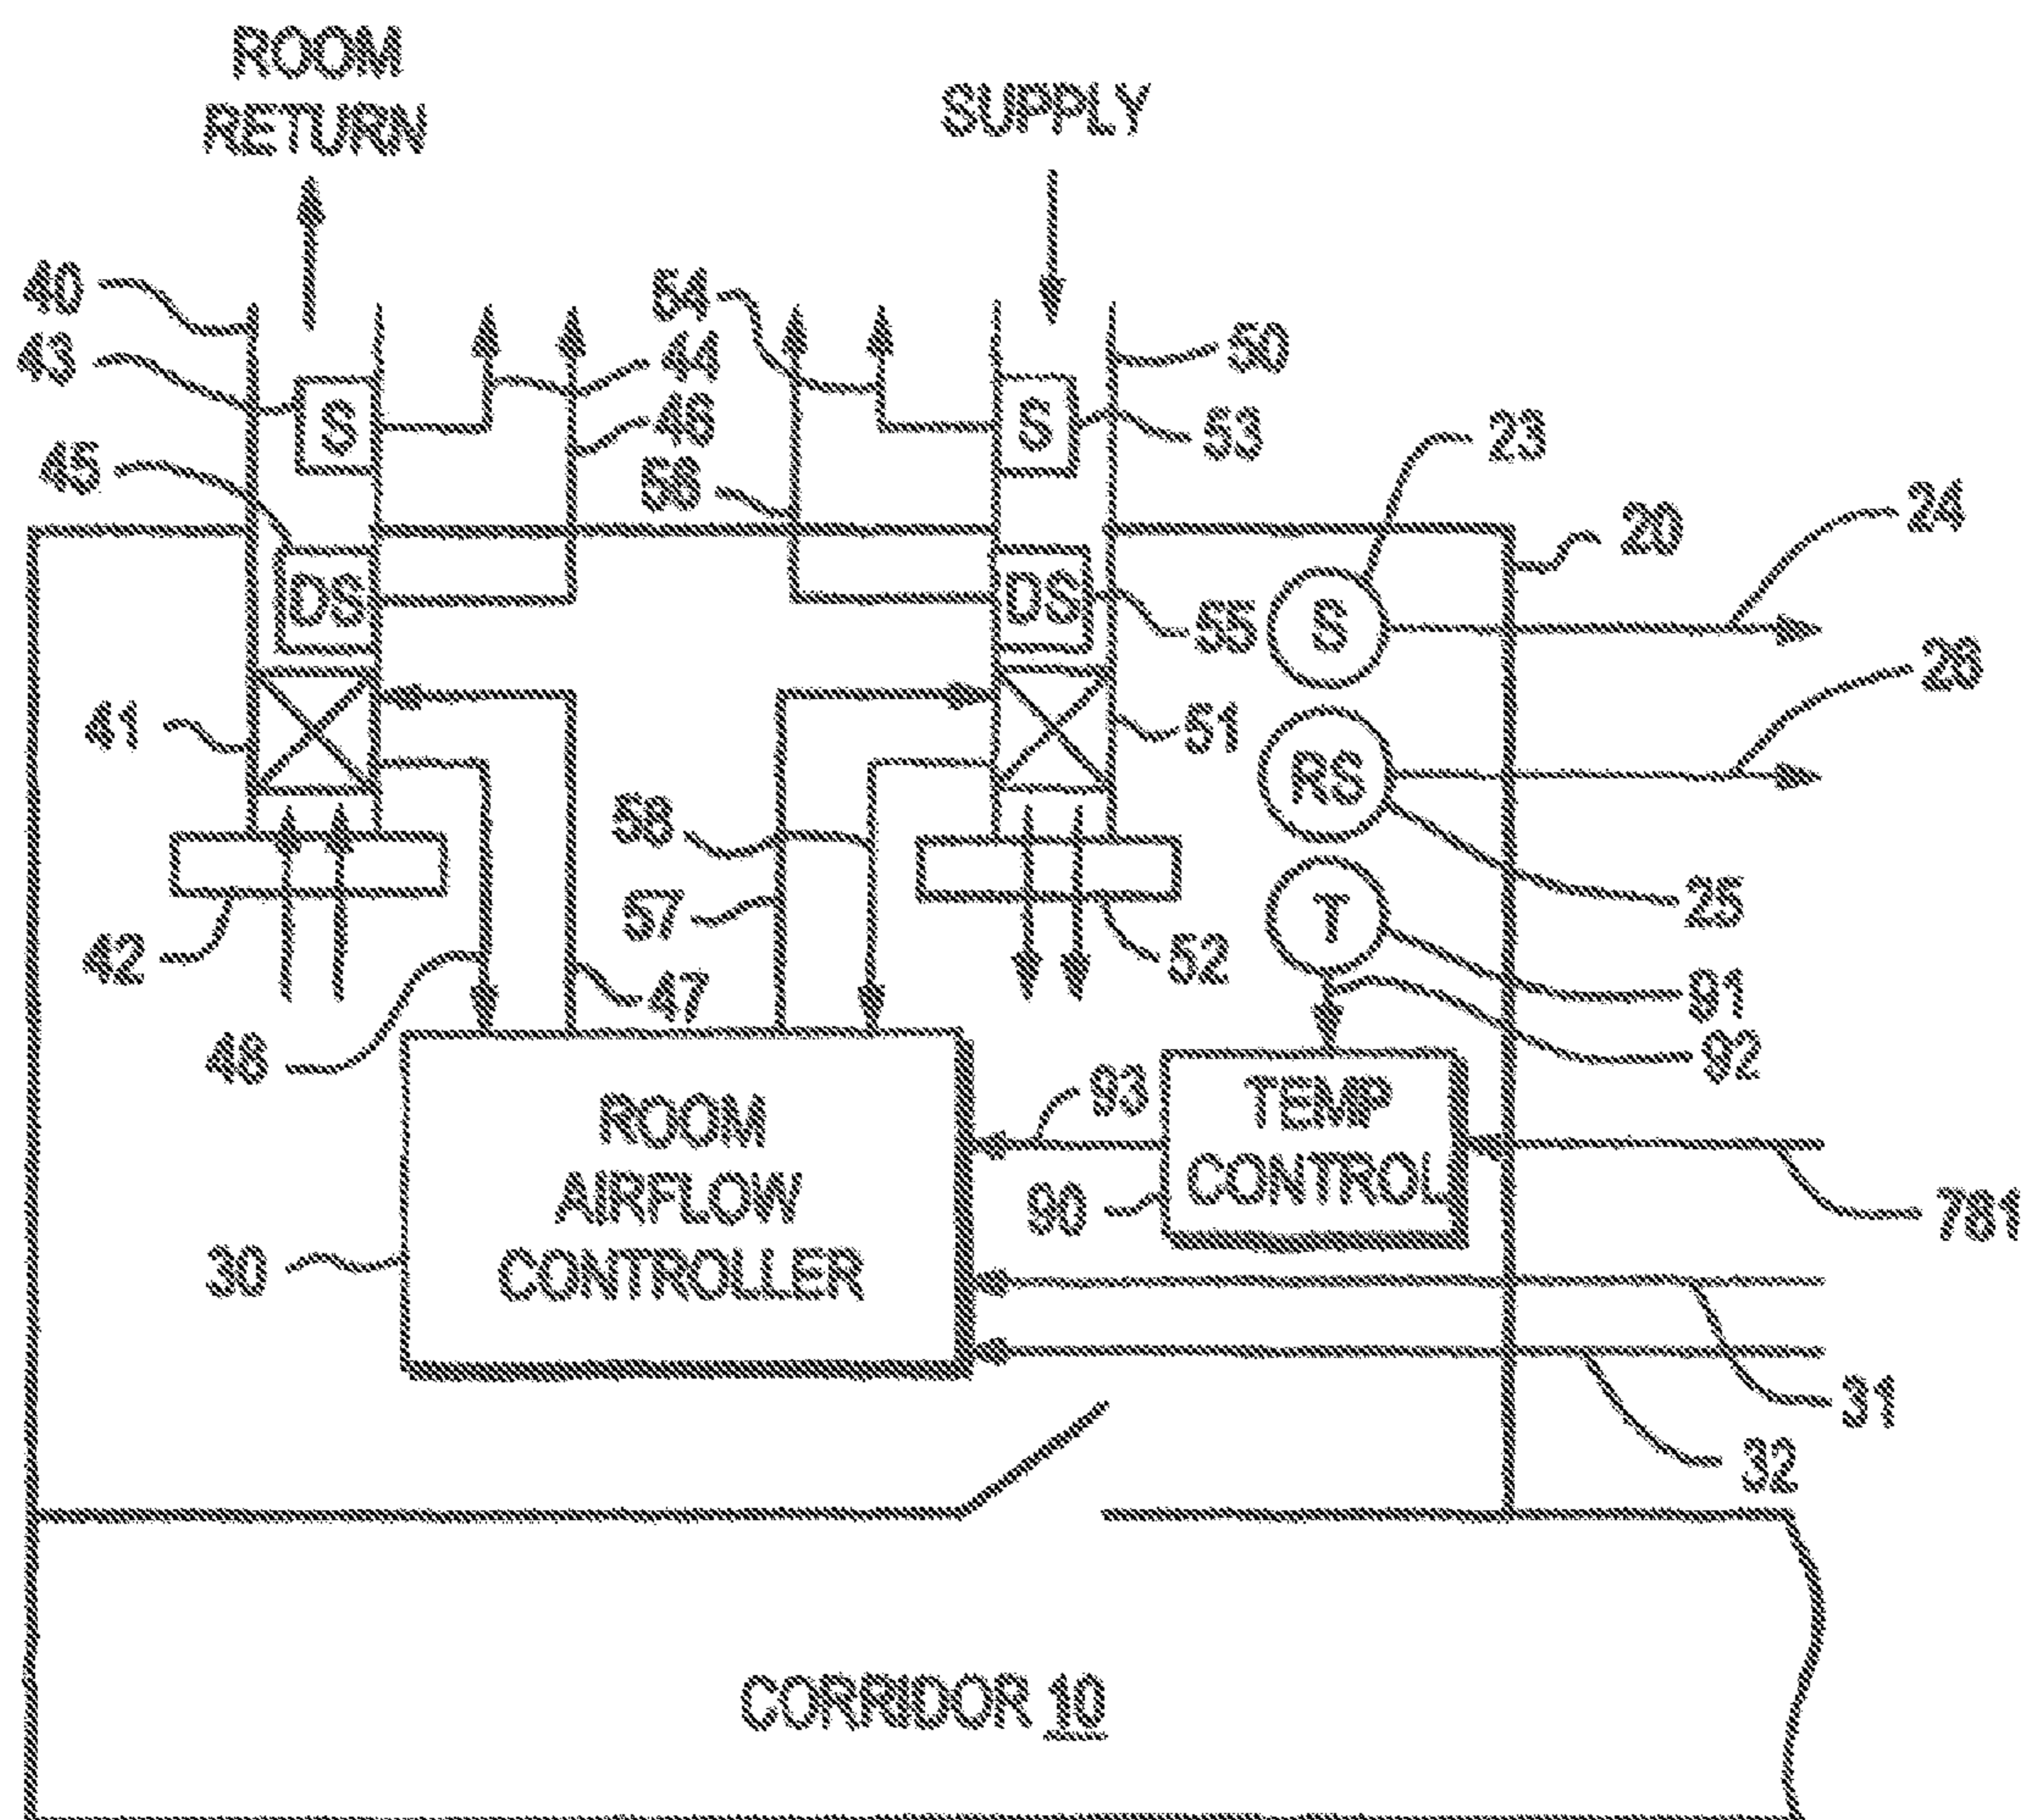 ROOM
RETURN
SUPPLY
40
43
45
54
44
46
56
50
53
23
24
20
S
S
DS
DS
55
S
26
41
51
RS
58
57
25
42
52
T
91
47
48
92
93
ROOM
AIRFLOW
CONTROLLER
TEMP
CONTROL
90
781
30
31
32
CORRIDOR 10